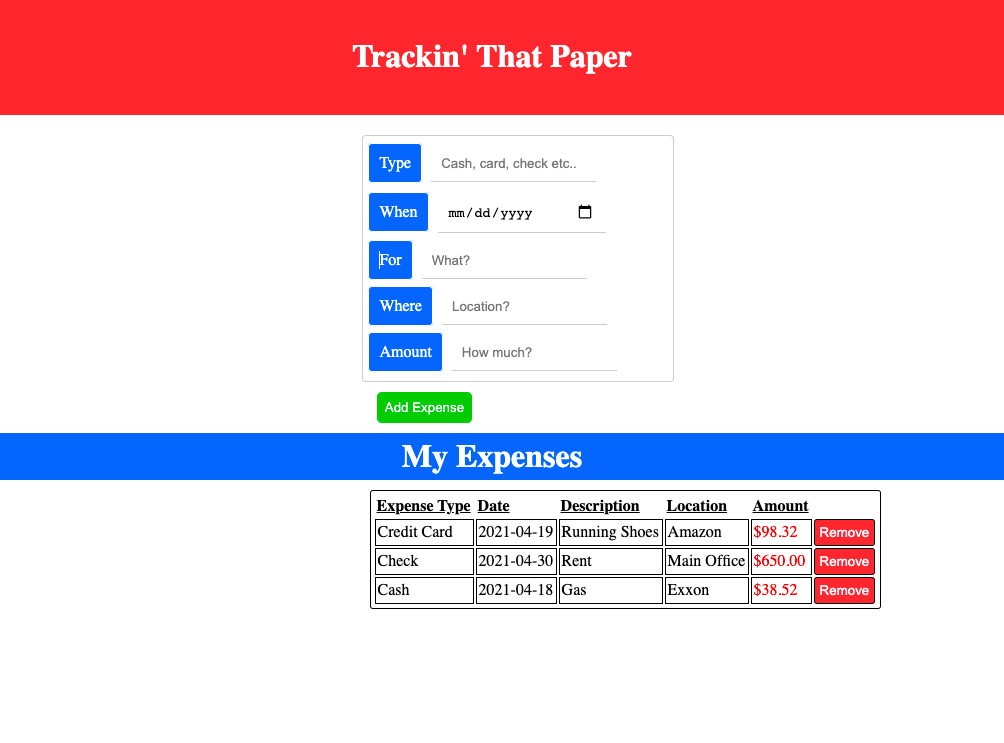 Trackin' That Paper
Type Cash, card, check etc..
When mm/dd/yyyy
For What?
Where Location?
Amount How much?
Add Expense
My Expenses
Expense Type Date Description Location Amount
Credit Card 2021-04-19 Running Shoes Amazon $98.32 Remove
Check 2021-04-30 Rent Main Office $650.00 Remove
Cash 2021-04-18 Gas Exxon $38.52 Remove